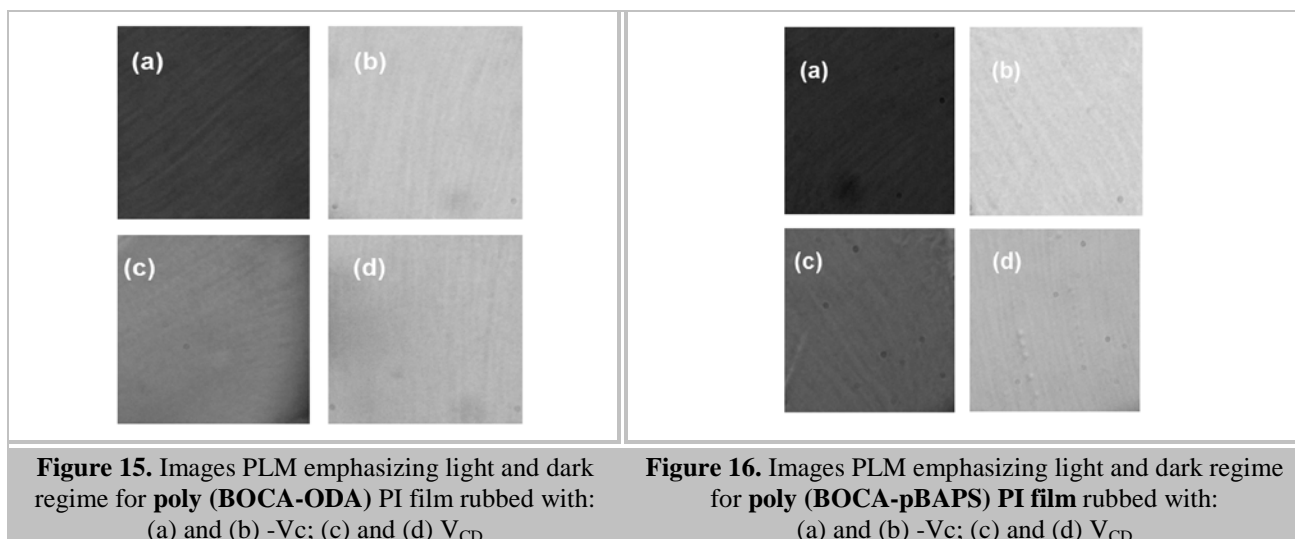 (a)
(b)
(c)
(d)
Figure 15. Images PLM emphasizing light and dark
regime for poly (BOCA-ODA) PI film rubbed with:
(a) and (b) -Vc; (c) and (d) VCD
(a)
(b)
(c)
(d)
Figure 16. Images PLM emphasizing light and dark regime
for poly (BOCA-pBAPS) PI film rubbed with:
(a) and (b) -Vc; (c) and (d) VCD